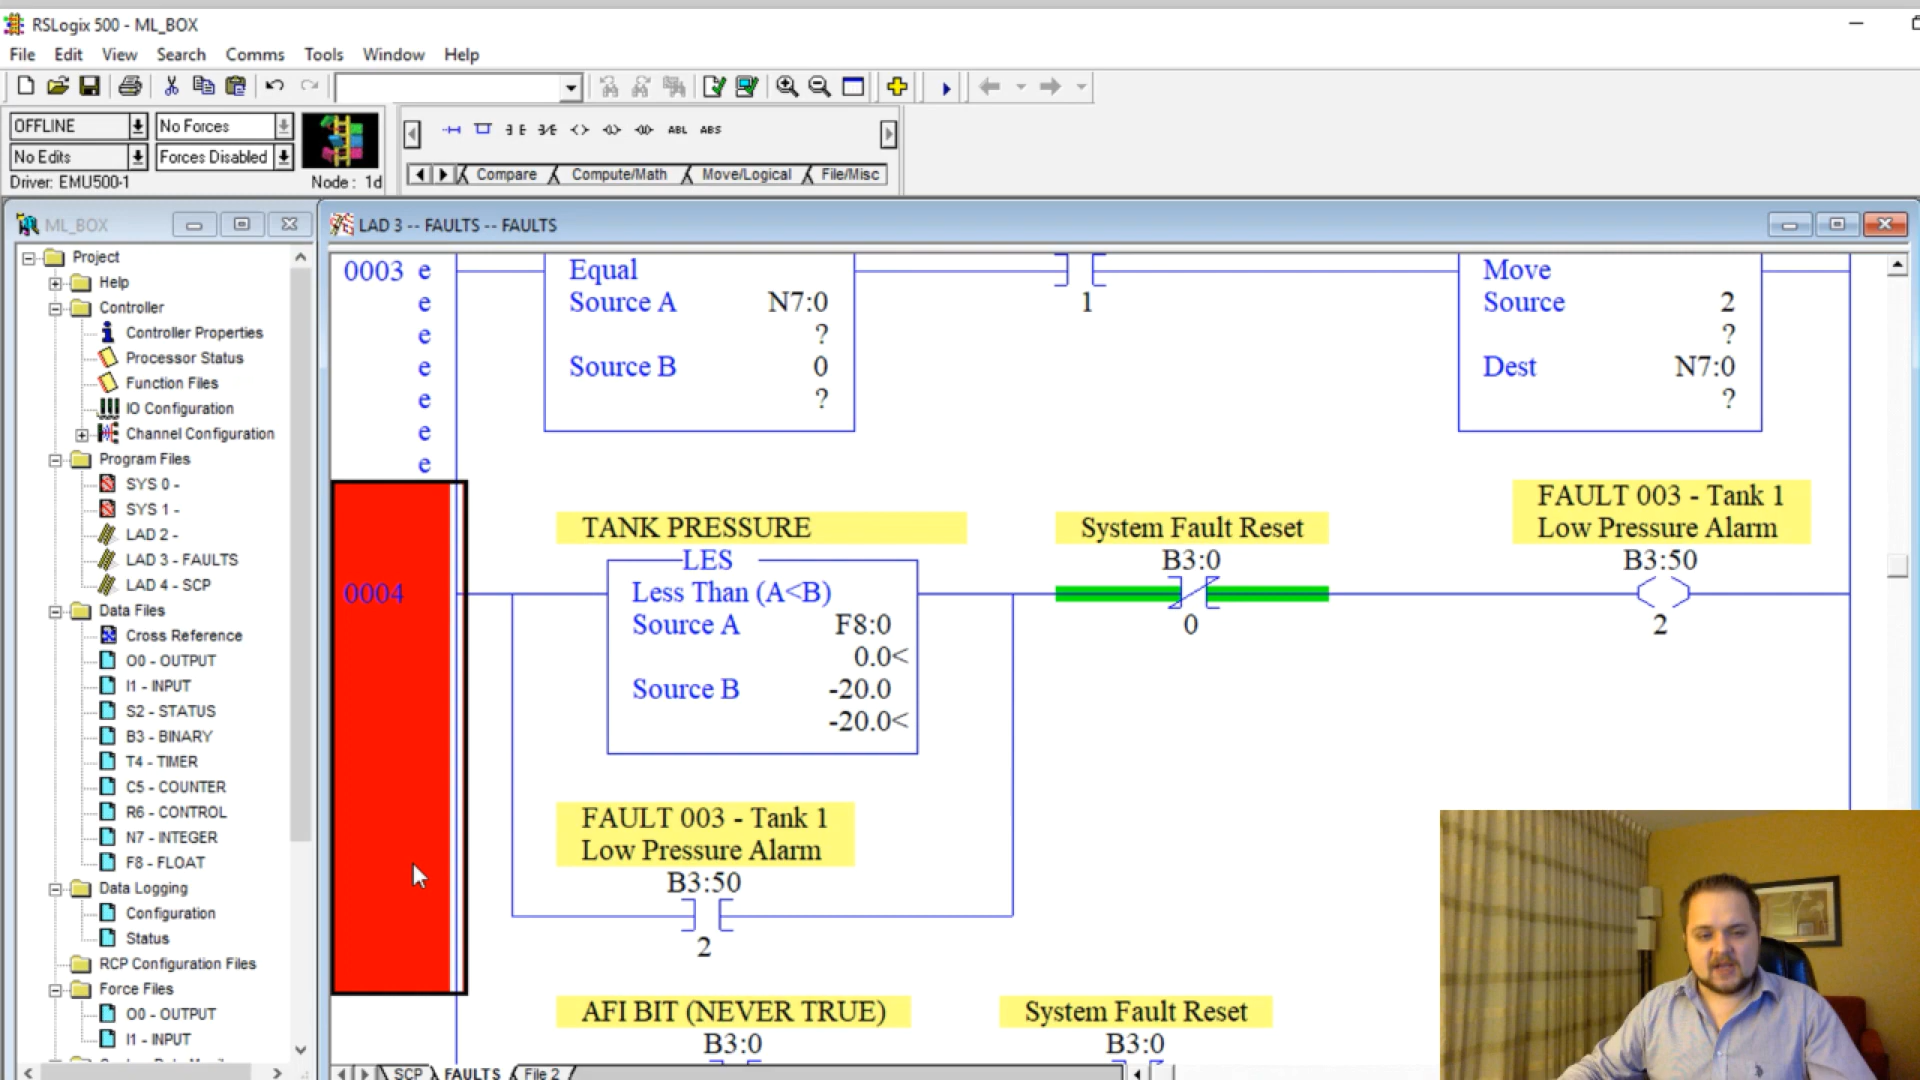 RSLogix 500 - ML_BOX
File Edit View Search Comms Tools Window Help
OFFLINE No Forces
No Edits Forces Disabled
Driver: EMU500-1 Node : 1d
ABL ABS
Compare Compute/Math Move/Logical File/Misc
ML_BOX
Project
Help
Controller
Controller Properties
Processor Status
Function Files
IO Configuration
Channel Configuration
Program Files
SYS 0 -
SYS 1 -
LAD 2 -
LAD 3 - FAULTS
LAD 4 - SCP
Data Files
Cross Reference
O0 - OUTPUT
I1 - INPUT
S2 - STATUS
B3 - BINARY
T4 - TIMER
C5 - COUNTER
R6 - CONTROL
N7 - INTEGER
F8 - FLOAT
Data Logging
Configuration
Status
RCP Configuration Files
Force Files
O0 - OUTPUT
I1 - INPUT
LAD 3 -- FAULTS -- FAULTS
0003 e
e
e
e
e
e
e
Equal
Source A N7:0
?
Source B 0
?
1
Move
Source 2
?
Dest N7:0
?
0004
TANK PRESSURE
LES
Less Than (A<B)
Source A F8:0
0.0<
Source B -20.0
-20.0<
System Fault Reset
B3:0
0
FAULT 003 - Tank 1
Low Pressure Alarm
B3:50
2
FAULT 003 - Tank 1
Low Pressure Alarm
B3:50
2
AFI BIT (NEVER TRUE)
B3:0
System Fault Reset
B3:0
SCP FAULTS File 2